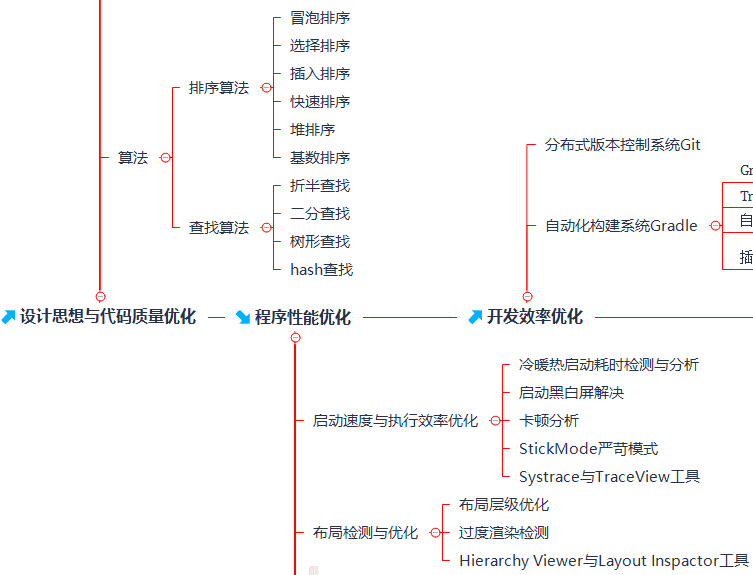 冒泡排序
选择排序
插入排序
快速排序
堆排序
基数排序
排序算法
算法
折半查找
二分查找
树形查找
hash查找
查找算法
分布式版本控制系统Git
自动化构建系统Gradle
Gr
Tr
自
插
设计思想与代码质量优化
程序性能优化
开发效率优化
启动速度与执行效率优化
冷暖热启动耗时检测与分析
启动黑白屏解决
卡顿分析
StickMode严苛模式
Systrace与TraceView工具
布局检测与优化
布局层级优化
过度渲染检测
Hierarchy Viewer与Layout Inspactor工具